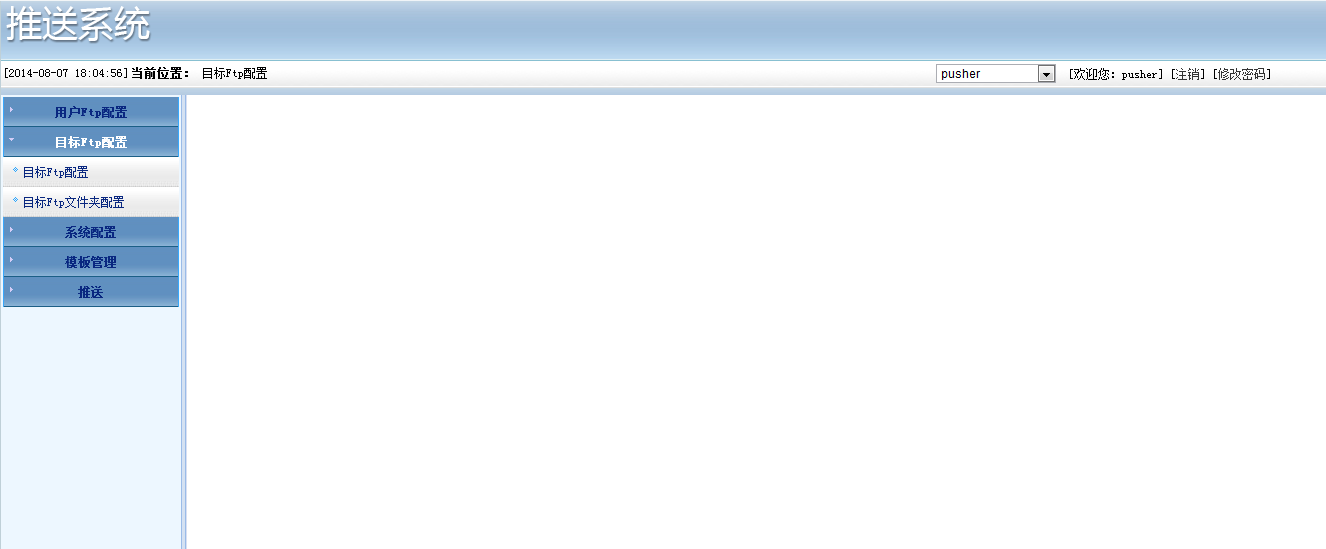 推送系统
[2014-08-07 18:04:56] 当前位置： 目标Ftp配置 pusher [欢迎您：pusher] [注销] [修改密码]
用户Ftp配置
目标Ftp配置
目标Ftp配置
目标Ftp文件夹配置
系统配置
模板管理
推送